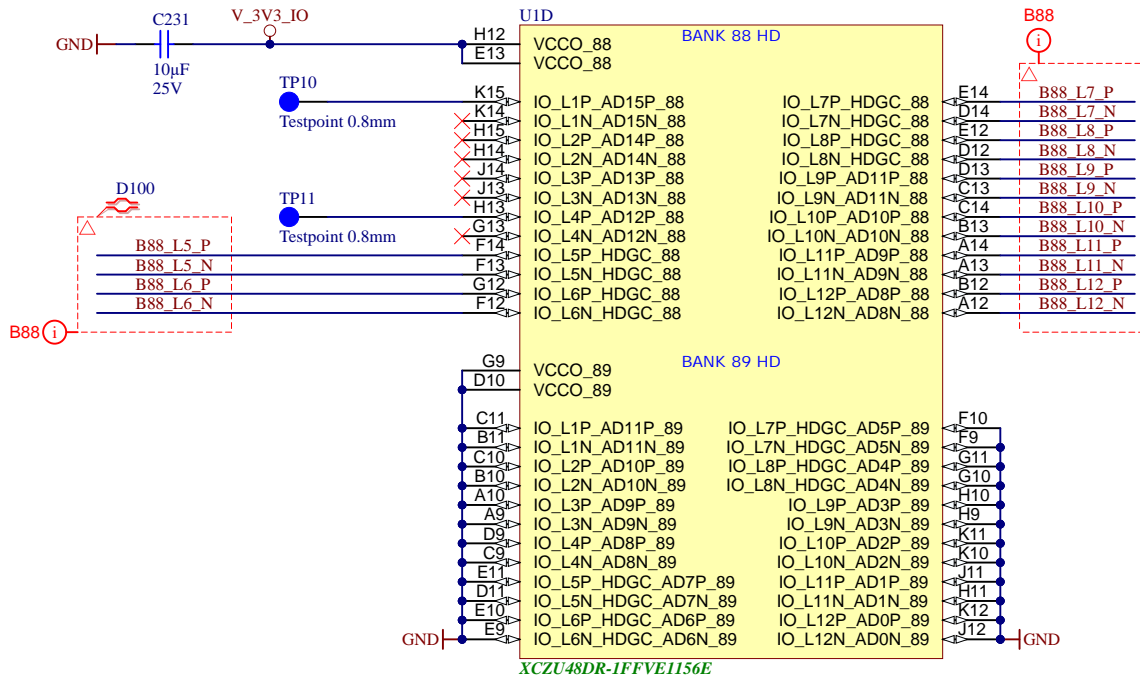 C231
V_3V3_IO
GND
10µF
25V
U1D
BANK 88 HD
H12 VCCO_88
E13 VCCO_88
TP10
Testpoint 0.8mm
K15 IO_L1P_AD15P_88 IO_L7P_HDGC_88 E14 B88_L7_P
K14 IO_L1N_AD15N_88 IO_L7N_HDGC_88 D14 B88_L7_N
H15 IO_L2P_AD14P_88 IO_L8P_HDGC_88 E12 B88_L8_P
H14 IO_L2N_AD14N_88 IO_L8N_HDGC_88 D12 B88_L8_N
J14 IO_L3P_AD13P_88 IO_L9P_AD11P_88 D13 B88_L9_P
J13 IO_L3N_AD13N_88 IO_L9N_AD11N_88 C13 B88_L9_N
TP11
Testpoint 0.8mm
H13 IO_L4P_AD12P_88 IO_L10P_AD10P_88 C14 B88_L10_P
G13 IO_L4N_AD12N_88 IO_L10N_AD10N_88 B13 B88_L10_N
D100
B88_L5_P F14 IO_L5P_HDGC_88 IO_L11P_AD9P_88 A14 B88_L11_P
B88_L5_N F13 IO_L5N_HDGC_88 IO_L11N_AD9N_88 A13 B88_L11_N
B88_L6_P G12 IO_L6P_HDGC_88 IO_L12P_AD8P_88 B12 B88_L12_P
B88_L6_N F12 IO_L6N_HDGC_88 IO_L12N_AD8N_88 A12 B88_L12_N
B88 i
B88
i
BANK 89 HD
G9 VCCO_89
D10 VCCO_89
C11 IO_L1P_AD11P_89 IO_L7P_HDGC_AD5P_89 F10
B11 IO_L1N_AD11N_89 IO_L7N_HDGC_AD5N_89 F9
C10 IO_L2P_AD10P_89 IO_L8P_HDGC_AD4P_89 G11
B10 IO_L2N_AD10N_89 IO_L8N_HDGC_AD4N_89 G10
A10 IO_L3P_AD9P_89 IO_L9P_AD3P_89 H10
A9 IO_L3N_AD9N_89 IO_L9N_AD3N_89 H9
D9 IO_L4P_AD8P_89 IO_L10P_AD2P_89 K11
C9 IO_L4N_AD8N_89 IO_L10N_AD2N_89 K10
E11 IO_L5P_HDGC_AD7P_89 IO_L11P_AD1P_89 J11
D11 IO_L5N_HDGC_AD7N_89 IO_L11N_AD1N_89 H11
E10 IO_L6P_HDGC_AD6P_89 IO_L12P_AD0P_89 K12
GND E9 IO_L6N_HDGC_AD6N_89 IO_L12N_AD0N_89 J12 GND
XCZU48DR-1FFVE1156E